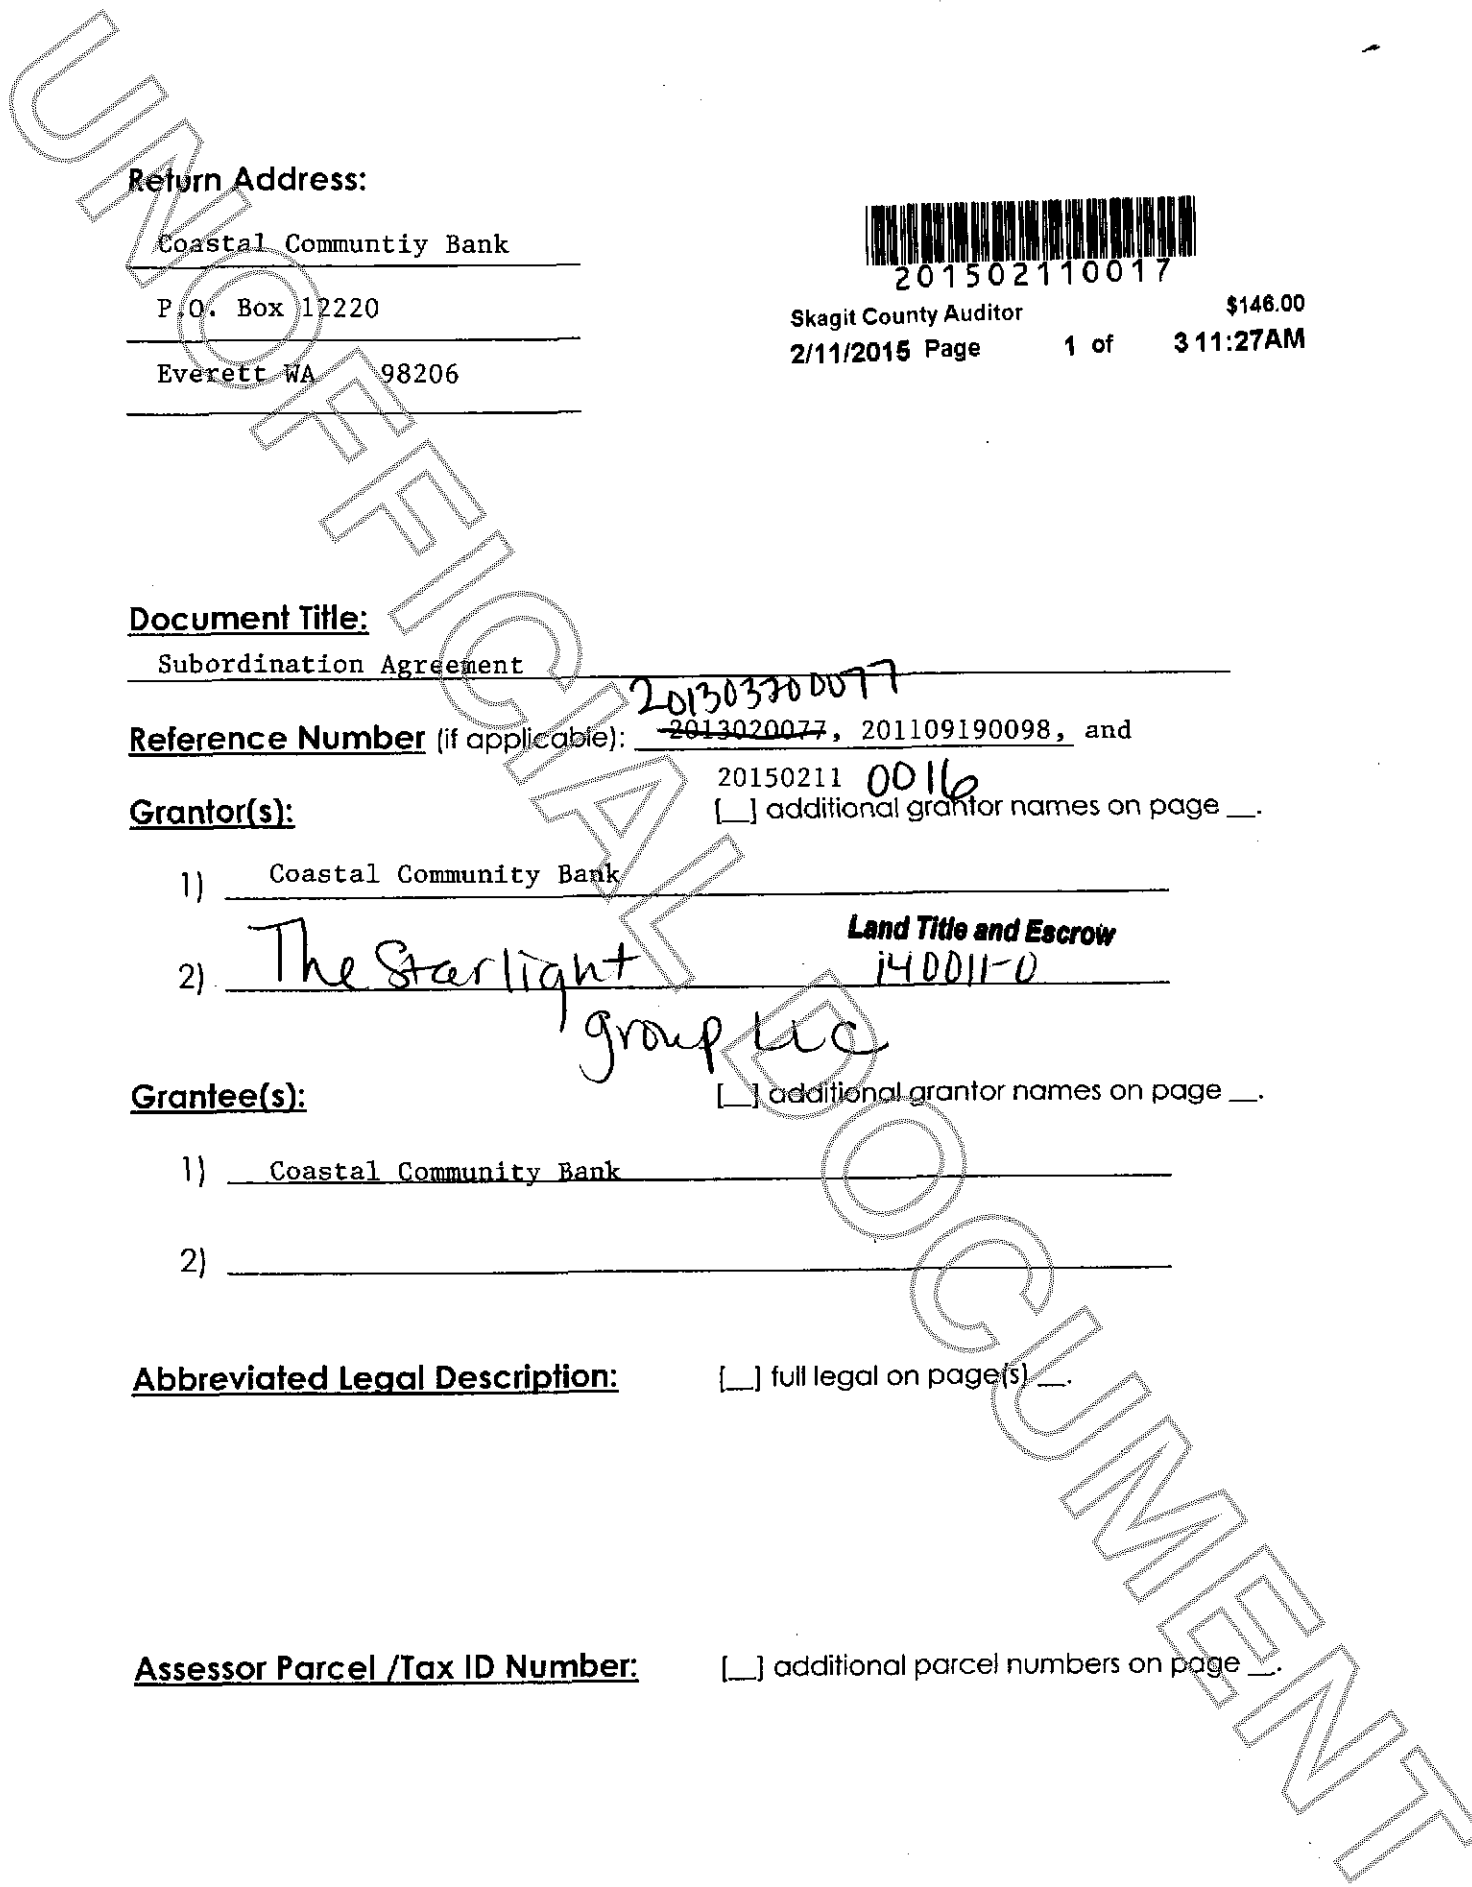 UNOFFICIAL DOCUMENT
Return Address:
Coastal Communtiy Bank
P.O. Box 12220
Everett WA 98206
201502110017
Skagit County Auditor $146.00
2/11/2015 Page 1 of 3 11:27AM
Document Title:
Subordination Agreement
201303200077
Reference Number (if applicable): 2013020077, 201109190098, and
20150211 0016
Grantor(s): [__] additional grantor names on page __.
1) Coastal Community Bank
Land Title and Escrow
2) The Starlight 140011-0
group LLC
Grantee(s): [__] additional grantor names on page __.
1) Coastal Community Bank
2)
Abbreviated Legal Description: [__] full legal on page(s) __.
Assessor Parcel /Tax ID Number: [__] additional parcel numbers on page __.